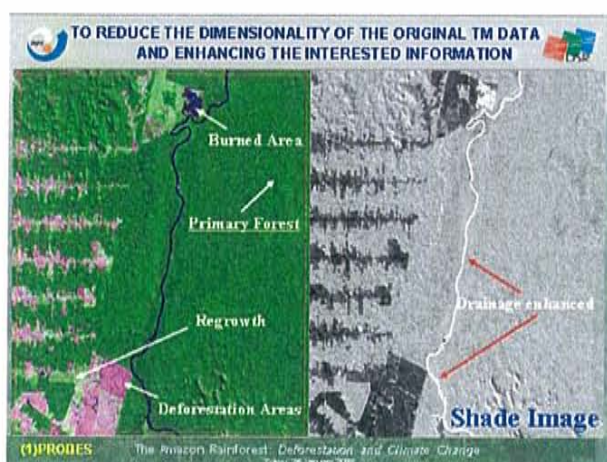 TO REDUCE THE DIMENSIONALITY OF THE ORIGINAL TM DATA
AND ENHANCING THE INTERESTED INFORMATION
Burned Area
Primary Forest
Drainage enhanced
Regrowth
Deforestation Areas
Shade Image
(1)PRODES
The Amazon Rainforest: Deforestation and Climate Change